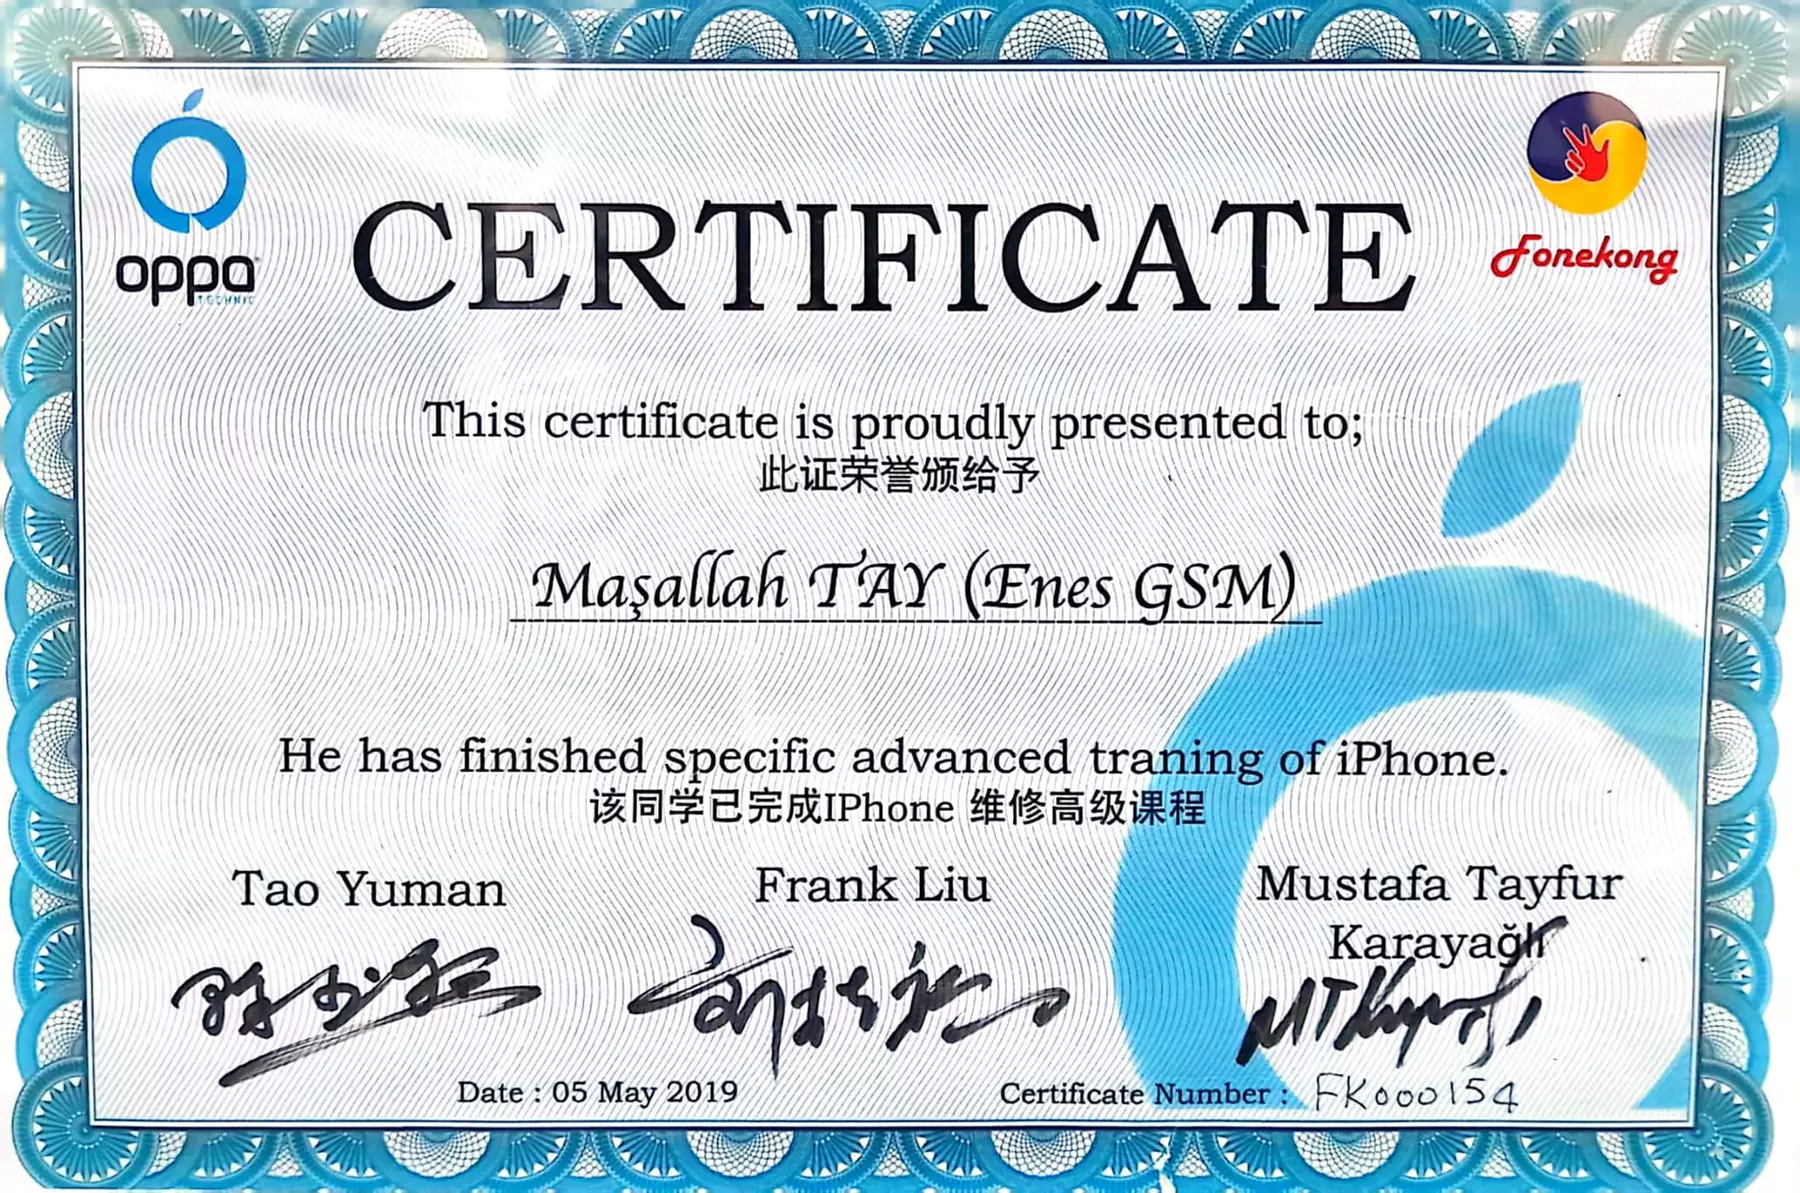 oppa
TECHNIC
Fonekong
CERTIFICATE
This certificate is proudly presented to;
此证荣誉颁给予
Maşallah TAY (Enes GSM)
He has finished specific advanced traning of iPhone.
该同学已完成IPhone 维修高级课程
Tao Yuman
Frank Liu
Mustafa Tayfur
Karayağlı
Date : 05 May 2019
Certificate Number : FK000154